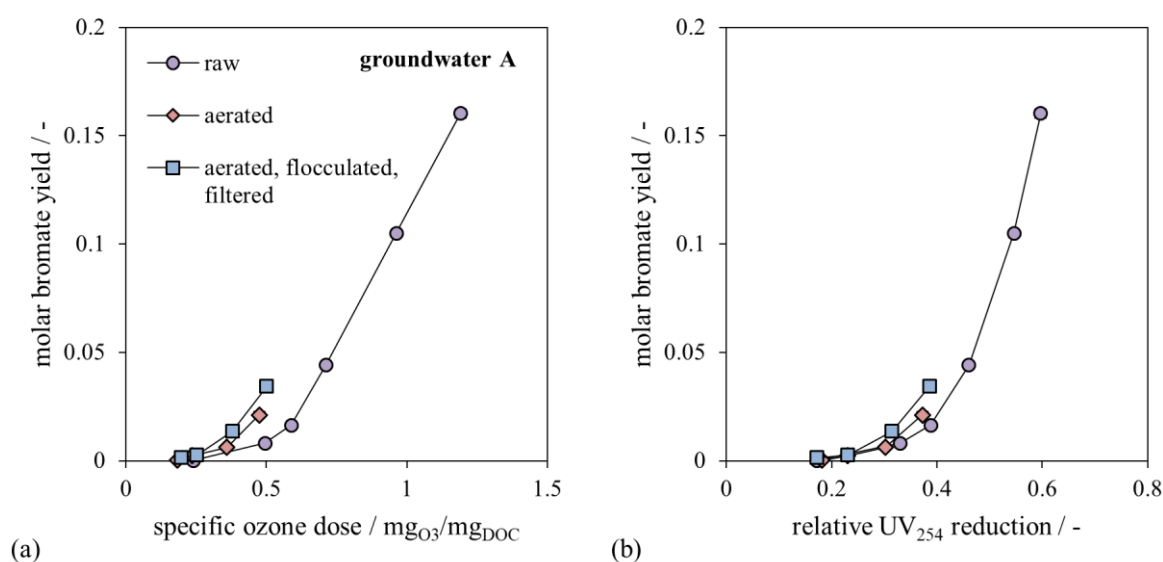 0.2
0.15
0.1
0.05
0
molar bromate yield / -
raw
aerated
aerated, flocculated,
filtered
groundwater A
0 0.5 1 1.5
specific ozone dose / mgO3/mgDOC
(a)
0.2
0.15
0.1
0.05
0
molar bromate yield / -
0 0.2 0.4 0.6 0.8
relative UV254 reduction / -
(b)